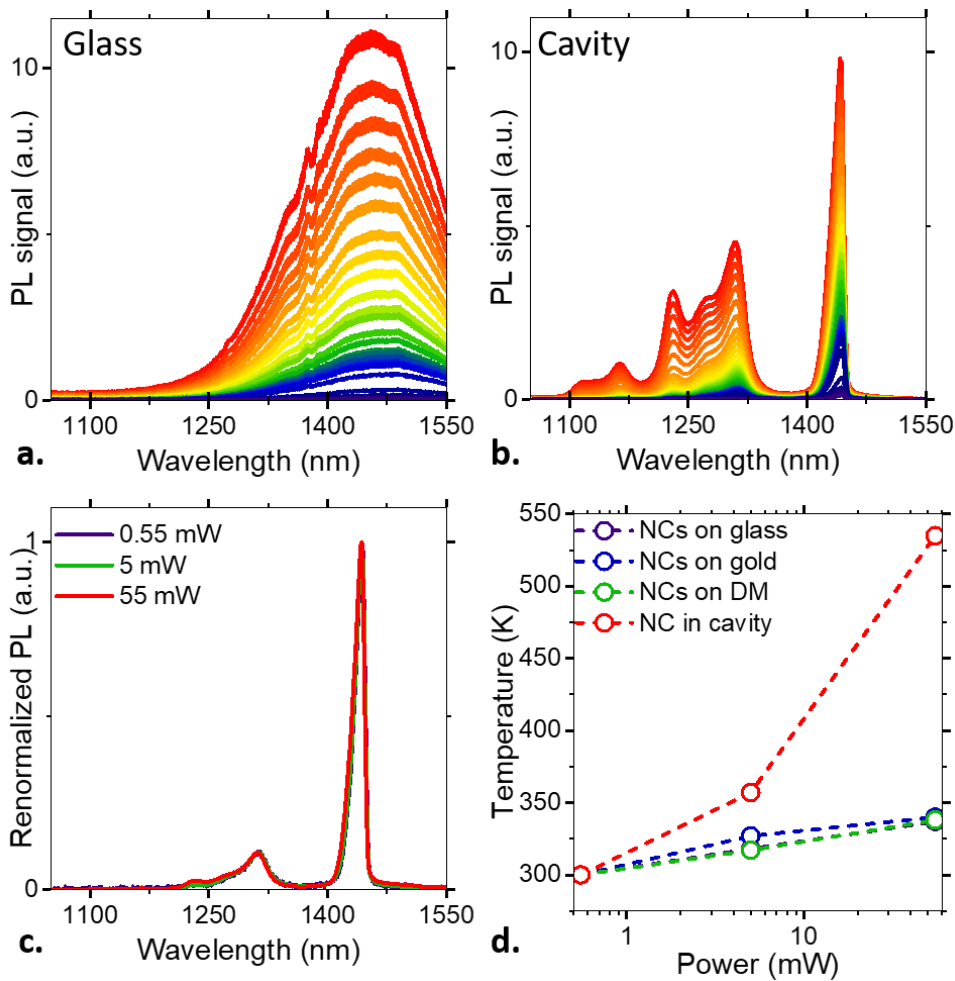 Glass
10
0
PL signal (a.u.)
1100 1250 1400 1550
Wavelength (nm)
a.
Cavity
10
0
PL signal (a.u.)
1100 1250 1400 1550
Wavelength (nm)
b.
0.55 mW
5 mW
55 mW
1
0
Renormalized PL (a.u.)
1100 1250 1400 1550
Wavelength (nm)
c.
NCs on glass
NCs on gold
NCs on DM
NC in cavity
550
500
450
400
350
300
Temperature (K)
1 10
Power (mW)
d.